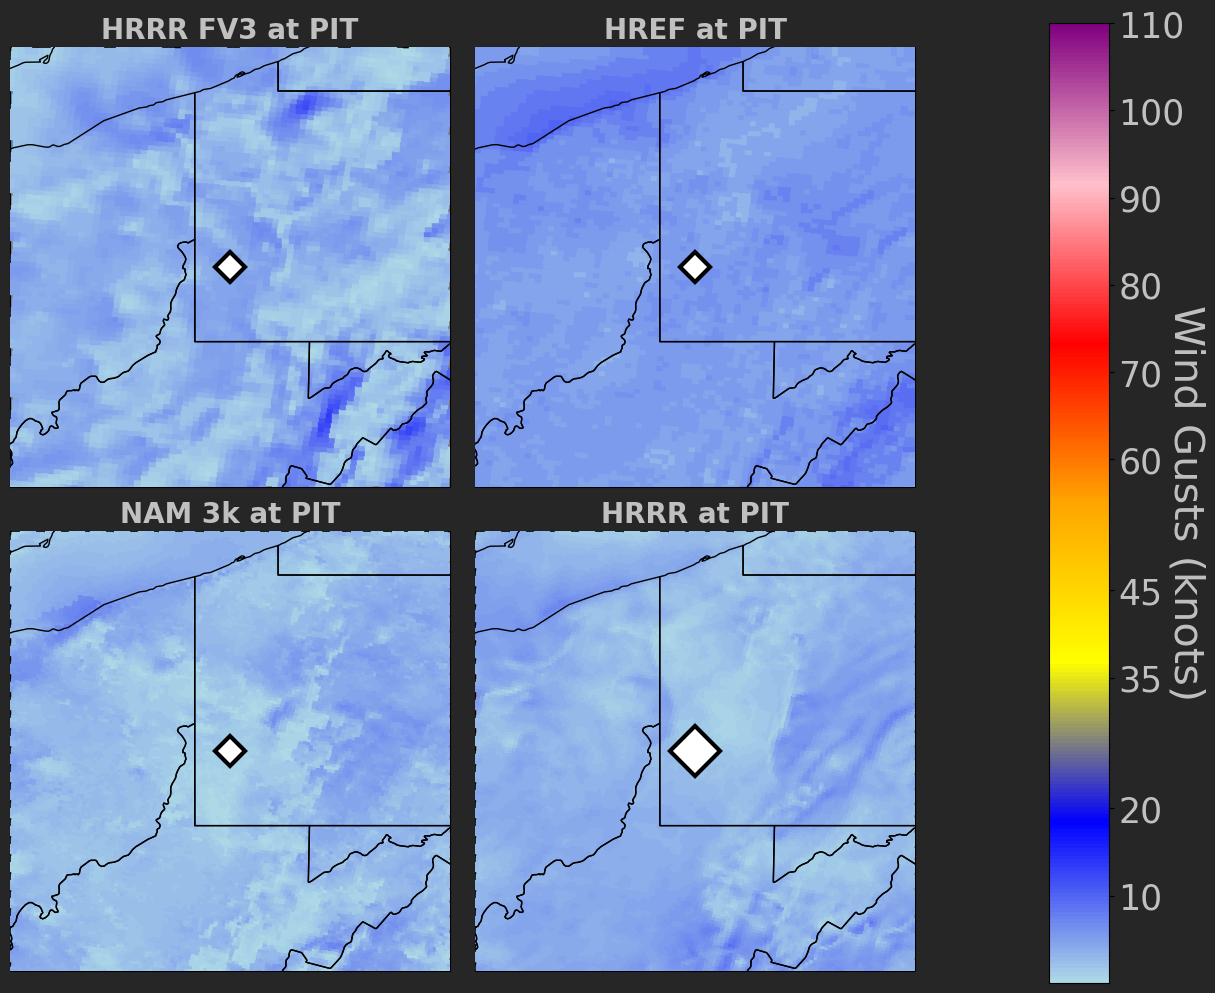 HRRR FV3 at PIT
HREF at PIT
NAM 3k at PIT
HRRR at PIT
110
100
90
80
70
60
45
35
20
10
Wind Gusts (knots)